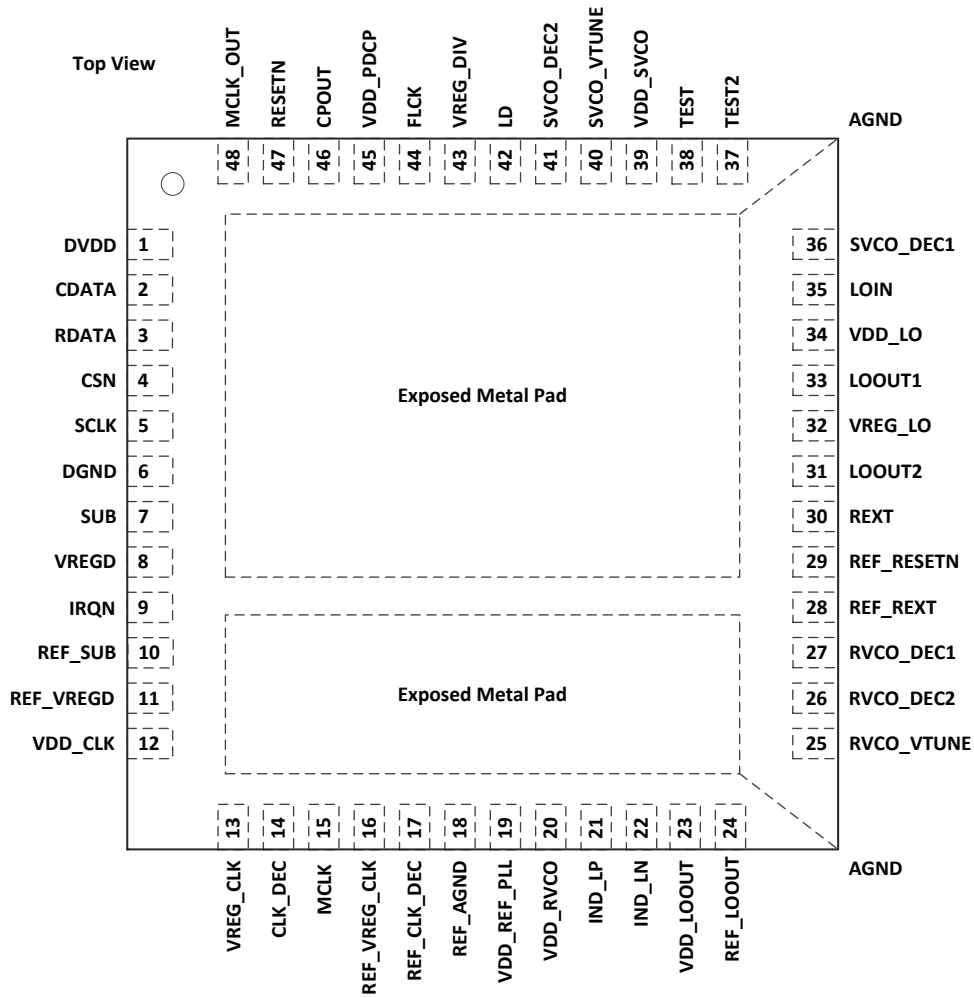 Top View
MCLK_OUT
RESETN
CPOUT
VDD_PDCP
FLCK
VREG_DIV
LD
SVCO_DEC2
SVCO_VTUNE
VDD_SVCO
TEST
TEST2
AGND
48
47
46
45
44
43
42
41
40
39
38
37
DVDD 1
CDATA 2
RDATA 3
CSN 4
SCLK 5
DGND 6
SUB 7
VREGD 8
IRQN 9
REF_SUB 10
REF_VREGD 11
VDD_CLK 12
Exposed Metal Pad
Exposed Metal Pad
36 SVCO_DEC1
35 LOIN
34 VDD_LO
33 LOOUT1
32 VREG_LO
31 LOOUT2
30 REXT
29 REF_RESETN
28 REF_REXT
27 RVCO_DEC1
26 RVCO_DEC2
25 RVCO_VTUNE
13
14
15
16
17
18
19
20
21
22
23
24
VREG_CLK
CLK_DEC
MCLK
REF_VREG_CLK
REF_CLK_DEC
REF_AGND
VDD_REF_PLL
VDD_RVCO
IND_LP
IND_LN
VDD_LOOUT
REF_LOOUT
AGND